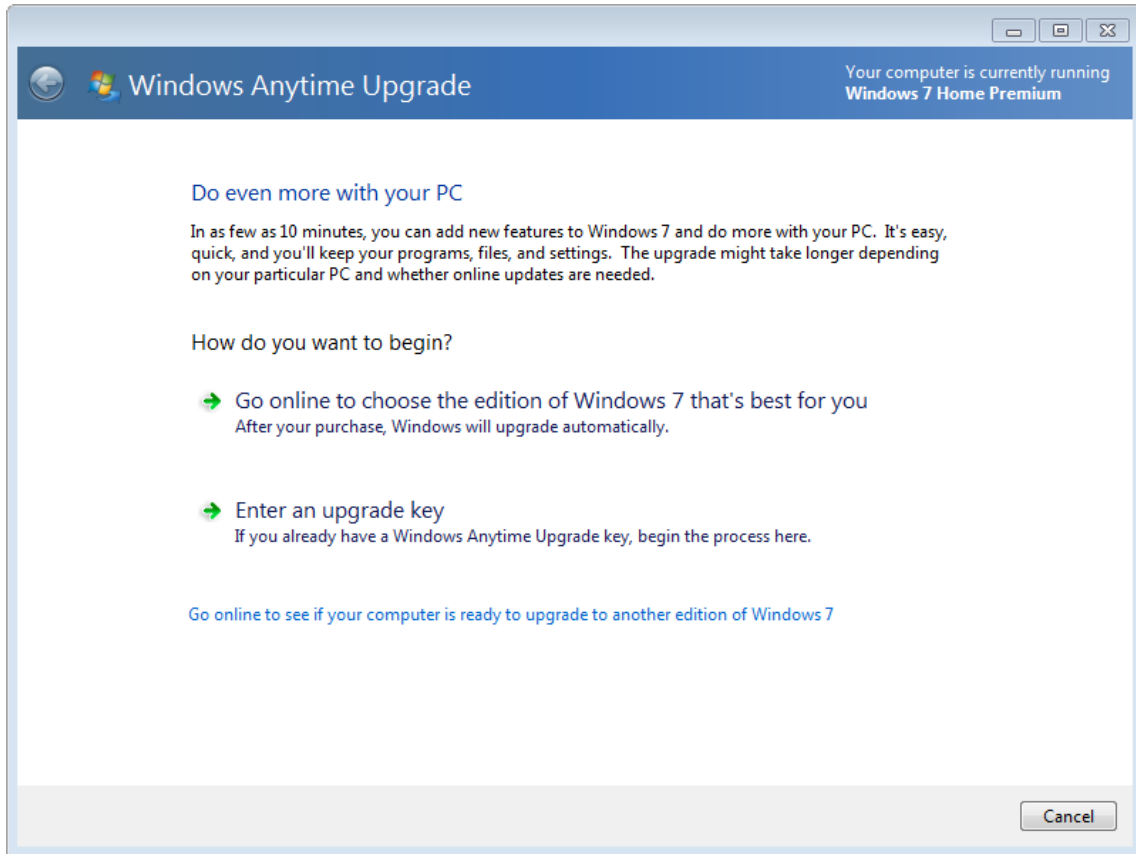 Windows Anytime Upgrade
Your computer is currently running
Windows 7 Home Premium
Do even more with your PC
In as few as 10 minutes, you can add new features to Windows 7 and do more with your PC.  It's easy,
quick, and you'll keep your programs, files, and settings.  The upgrade might take longer depending
on your particular PC and whether online updates are needed.
How do you want to begin?
Go online to choose the edition of Windows 7 that's best for you
After your purchase, Windows will upgrade automatically.
Enter an upgrade key
If you already have a Windows Anytime Upgrade key, begin the process here.
Go online to see if your computer is ready to upgrade to another edition of Windows 7
Cancel